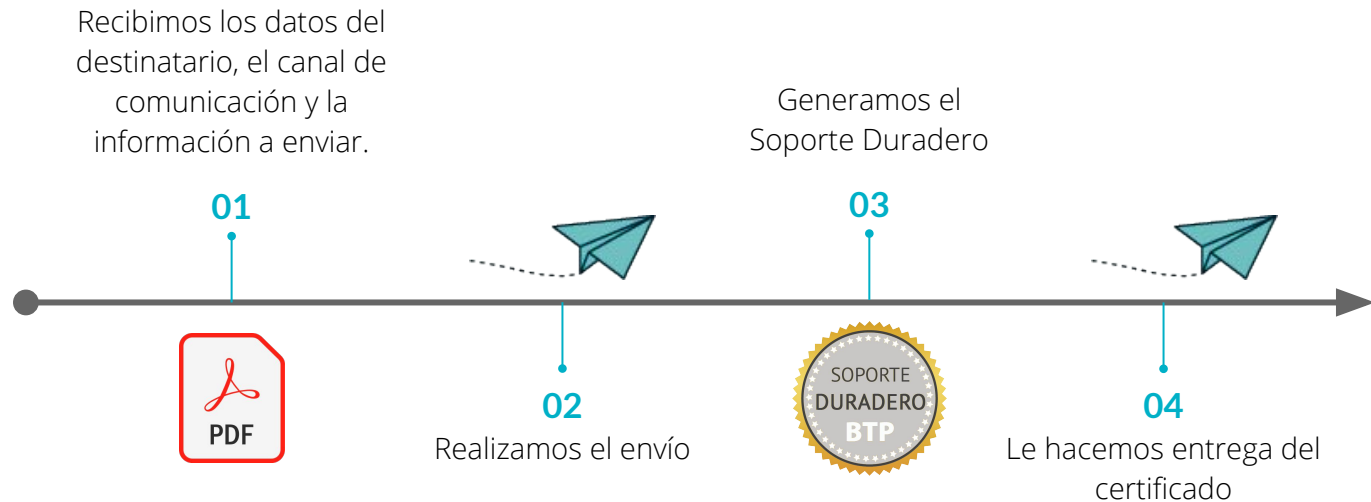 Recibimos los datos del
destinatario, el canal de
comunicación y la
información a enviar.
01
PDF
02
Realizamos el envío
Generamos el
Soporte Duradero
03
SOPORTE
DURADERO
BTP
04
Le hacemos entrega del
certificado